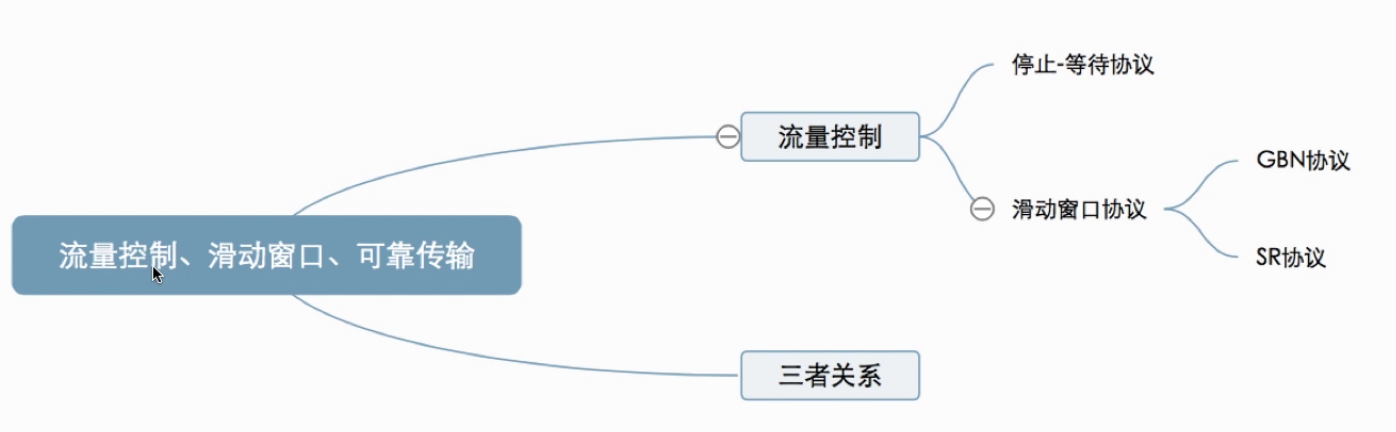 停止-等待协议
流量控制
GBN协议
滑动窗口协议
流量控制、滑动窗口、可靠传输
SR协议
三者关系